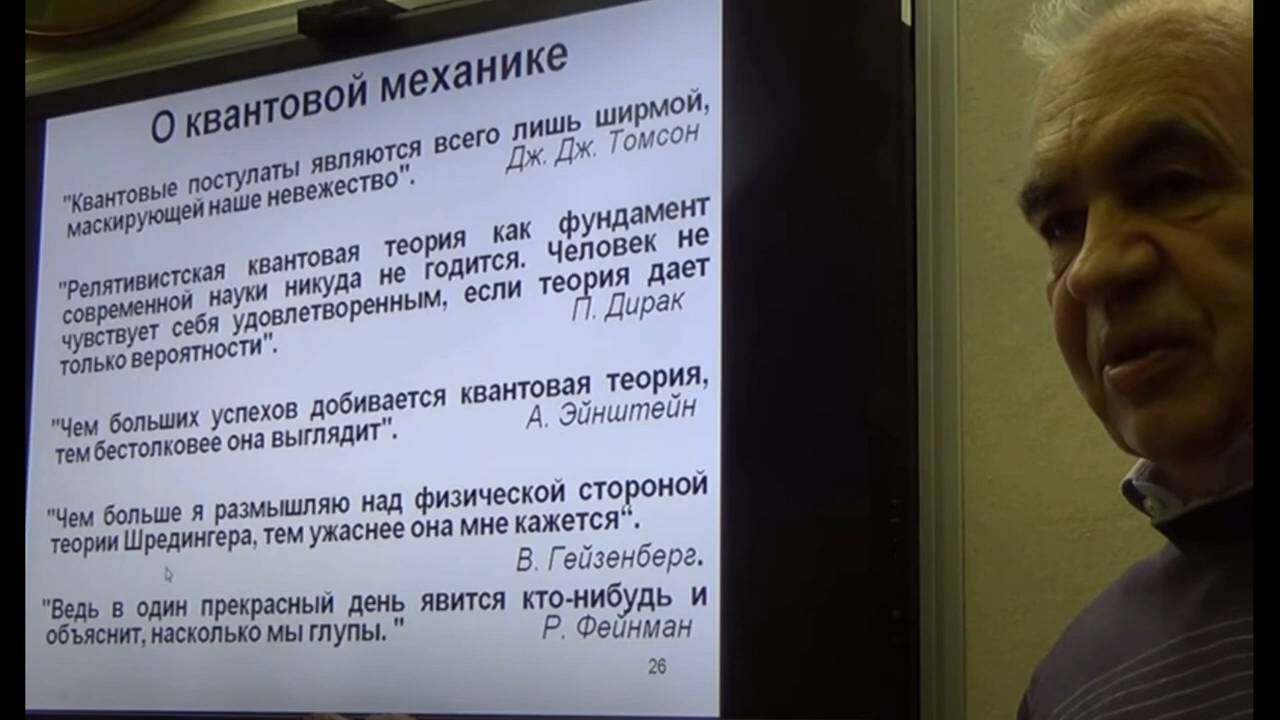 О квантовой механике
"Квантовые постулаты являются всего лишь ширмой,
маскирующей наше невежество".
Дж. Дж. Томсон
"Релятивистская квантовая теория как фундамент
современной науки никуда не годится. Человек не
чувствует себя удовлетворенным, если теория дает
только вероятности".
П. Дирак
"Чем больших успехов добивается квантовая теория,
тем бестолковее она выглядит".
А. Эйнштейн
"Чем больше я размышляю над физической стороной
теории Шредингера, тем ужаснее она мне кажется“.
В. Гейзенберг.
"Ведь в один прекрасный день явится кто-нибудь и
объяснит, насколько мы глупы. "
Р. Фейнман
26